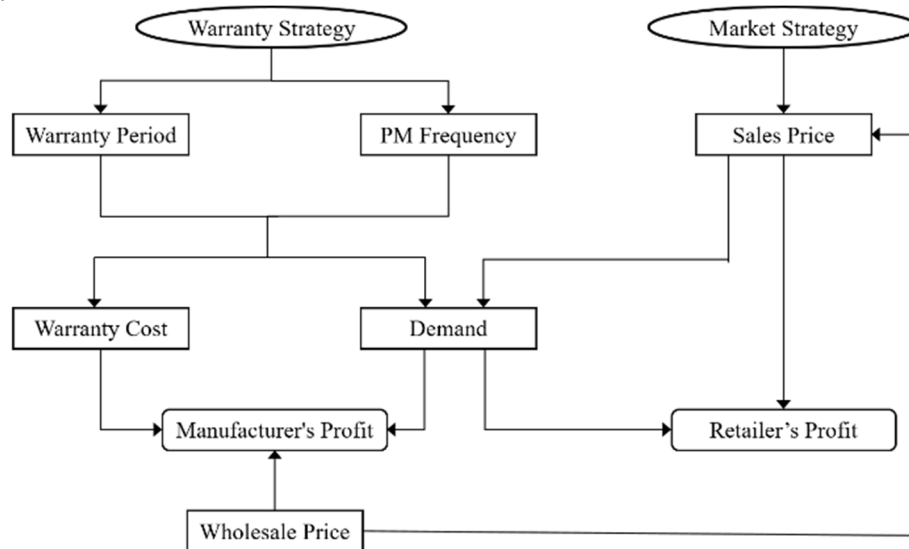 Warranty Strategy
Market Strategy
Warranty Period
PM Frequency
Sales Price
Warranty Cost
Demand
Manufacturer's Profit
Retailer’s Profit
Wholesale Price